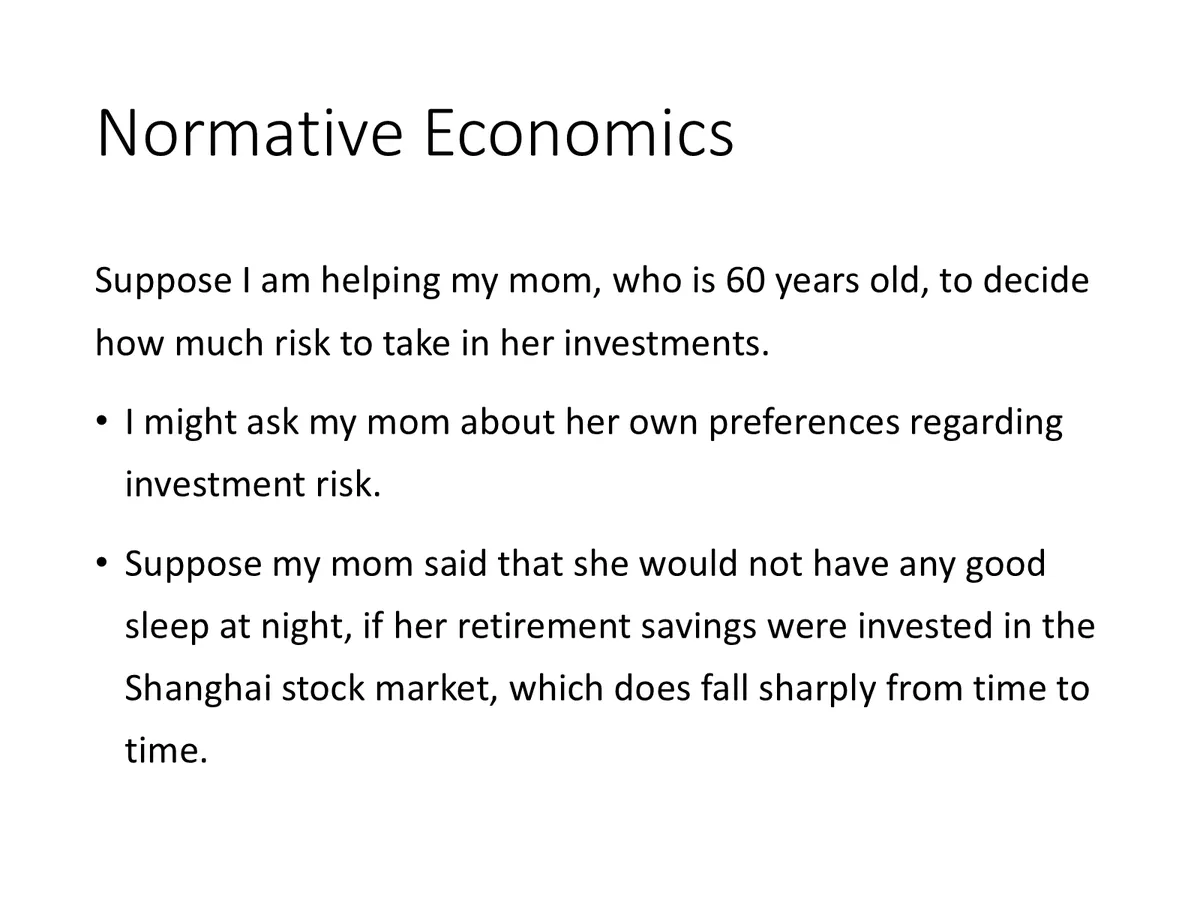 Normative Economics
Suppose I am helping my mom, who is 60 years old, to decide
how much risk to take in her investments.
• I might ask my mom about her own preferences regarding
investment risk.
• Suppose my mom said that she would not have any good
sleep at night, if her retirement savings were invested in the
Shanghai stock market, which does fall sharply from time to
time.